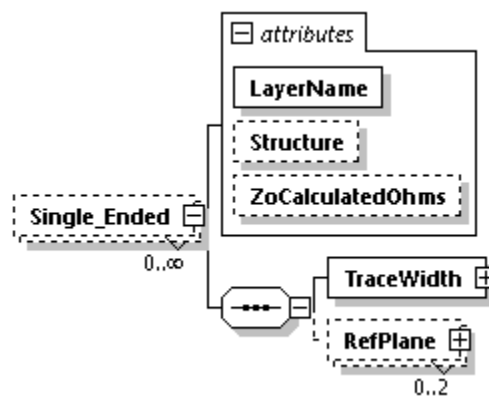 attributes
LayerName
Structure
ZoCalculatedOhms
Single_Ended
0..∞
TraceWidth
RefPlane
0..2